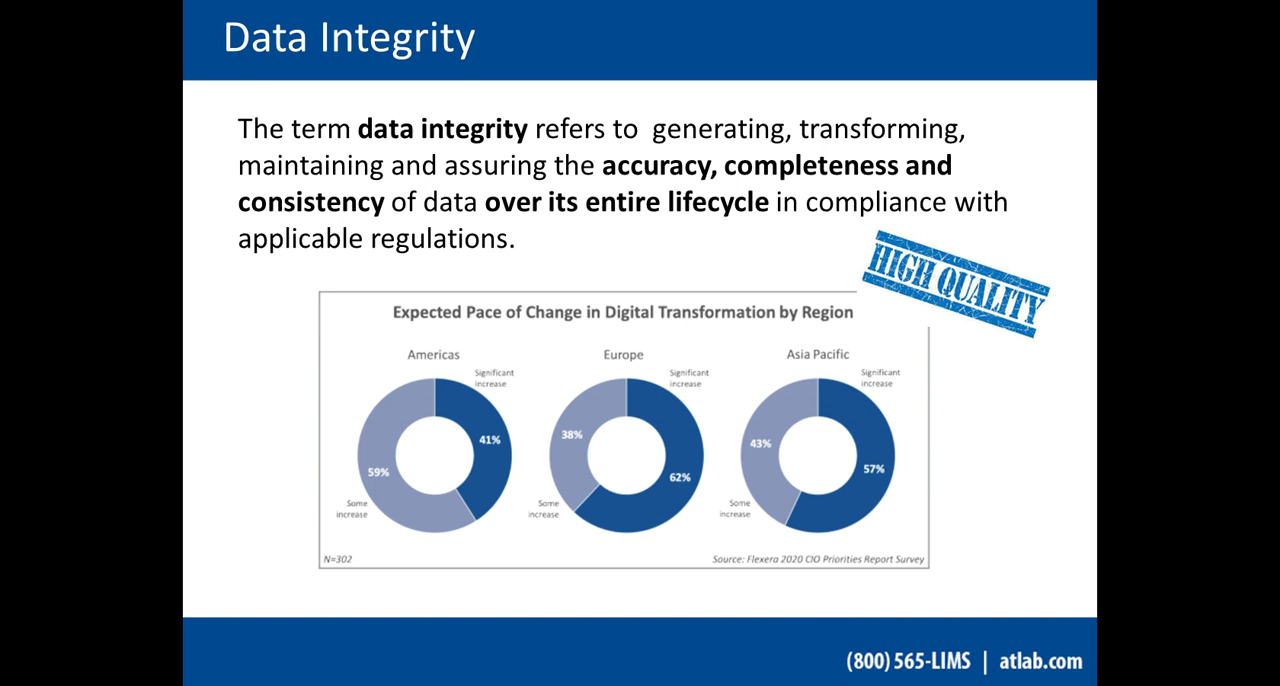 Data Integrity
The term data integrity refers to  generating, transforming,
maintaining and assuring the accuracy, completeness and
consistency of data over its entire lifecycle in compliance with
applicable regulations.
HIGH QUALITY
Expected Pace of Change in Digital Transformation by Region
Americas
Significant
increase
41%
59%
Some
increase
Europe
Significant
increase
38%
62%
Some
increase
Asia Pacific
Significant
increase
43%
57%
Some
increase
N=302
Source: Flexera 2020 CIO Priorities Report Survey
(800) 565-LIMS | atlab.com